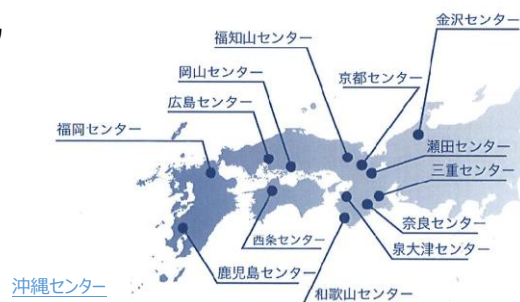 金沢センター
福知山センター
岡山センター
京都センター
広島センター
福岡センター
瀬田センター
三重センター
奈良センター
西条センター
泉大津センター
鹿児島センター
沖縄センター
和歌山センター